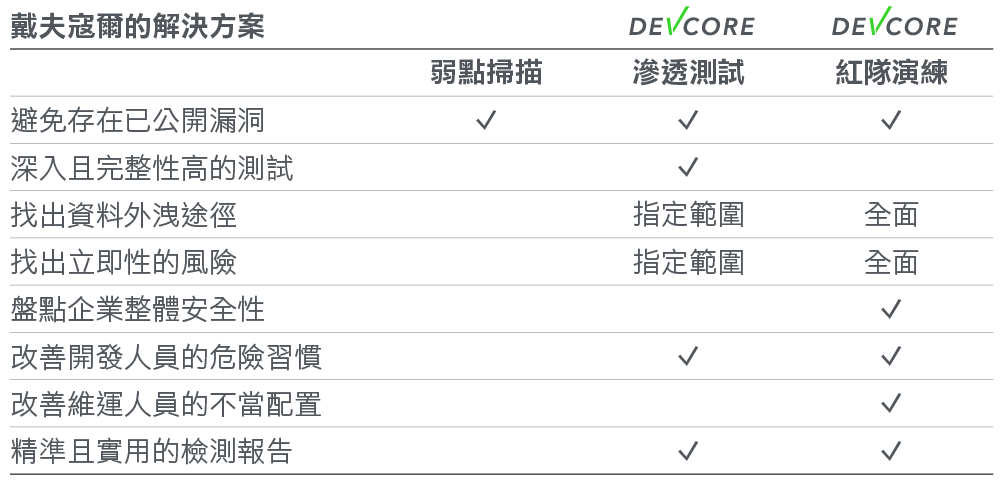 戴夫寇爾的解決方案 DEVCORE DEVCORE
弱點掃描 滲透測試 紅隊演練
避免存在已公開漏洞 ✓ ✓ ✓
深入且完整性高的測試 ✓
找出資料外洩途徑 指定範圍 全面
找出立即性的風險 指定範圍 全面
盤點企業整體安全性 ✓
改善開發人員的危險習慣 ✓ ✓
改善維運人員的不當配置 ✓
精準且實用的檢測報告 ✓ ✓